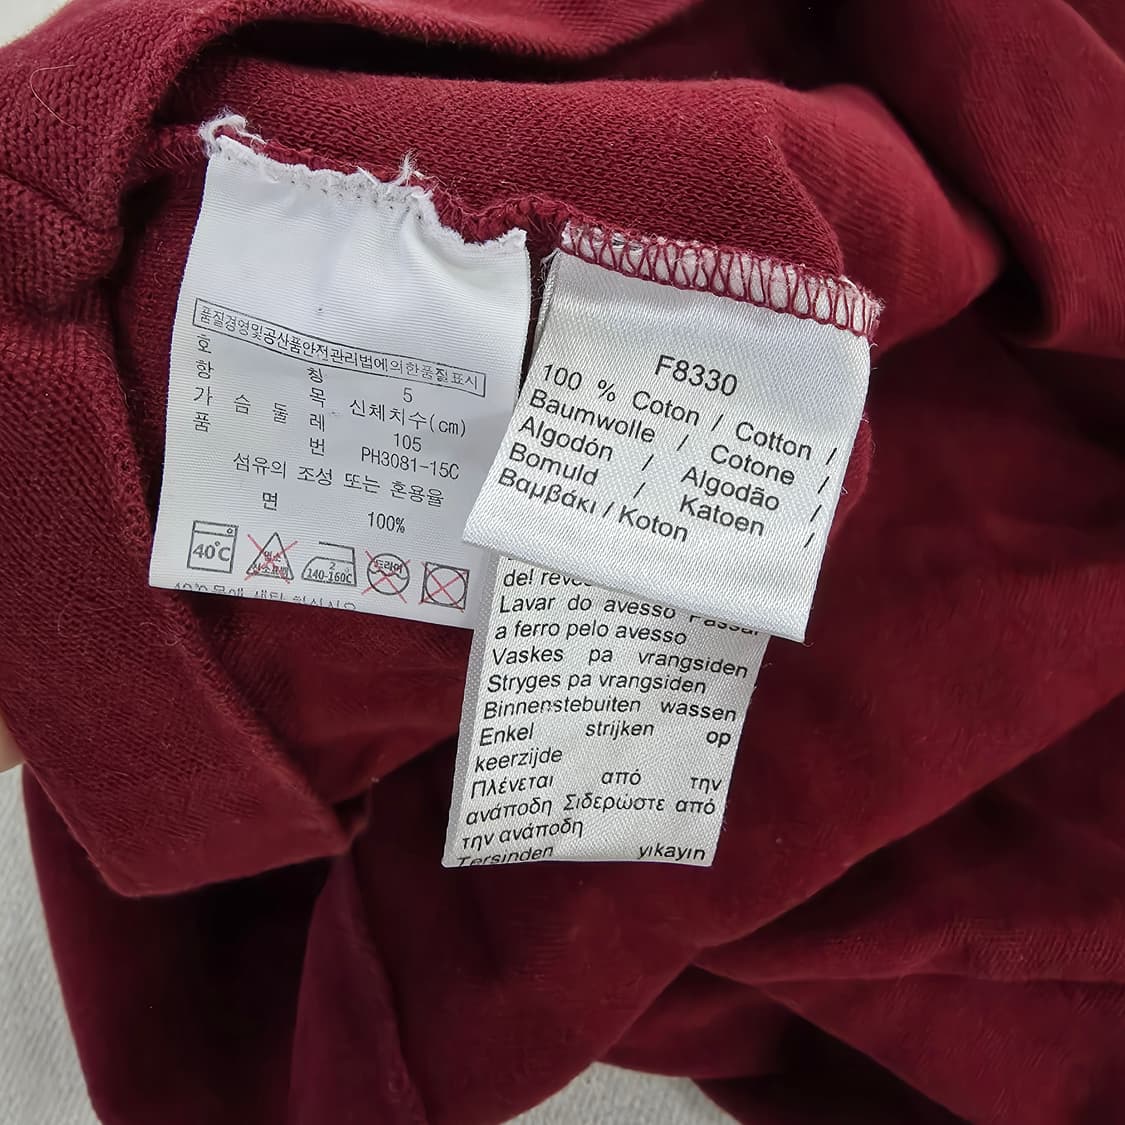 품질경영및공산품안전관리법에의한품질표시
호 칭 5
항 목 신체치수(cm)
가 슴 둘 레 105
품 번 PH3081-15C
섬유의 조성 또는 혼용율
면 100%
40°C
140-160C
드라이
F8330
100 % Coton / Cotton /
Baumwolle / Cotone /
Algodón / Algodão /
Bomuld / Katoen /
Βαμβάκι / Koton
del
Lavar do avesso Passar
a ferro pelo avesso
Vaskes pa vrangsiden
Stryges pa vrangsiden
Binnenstebuiten wassen
Enkel strijken op
keerzijde
Πλένεται από την
ανάποδη Σιδερώστε από
την ανάποδη
Tersinden yıkayın